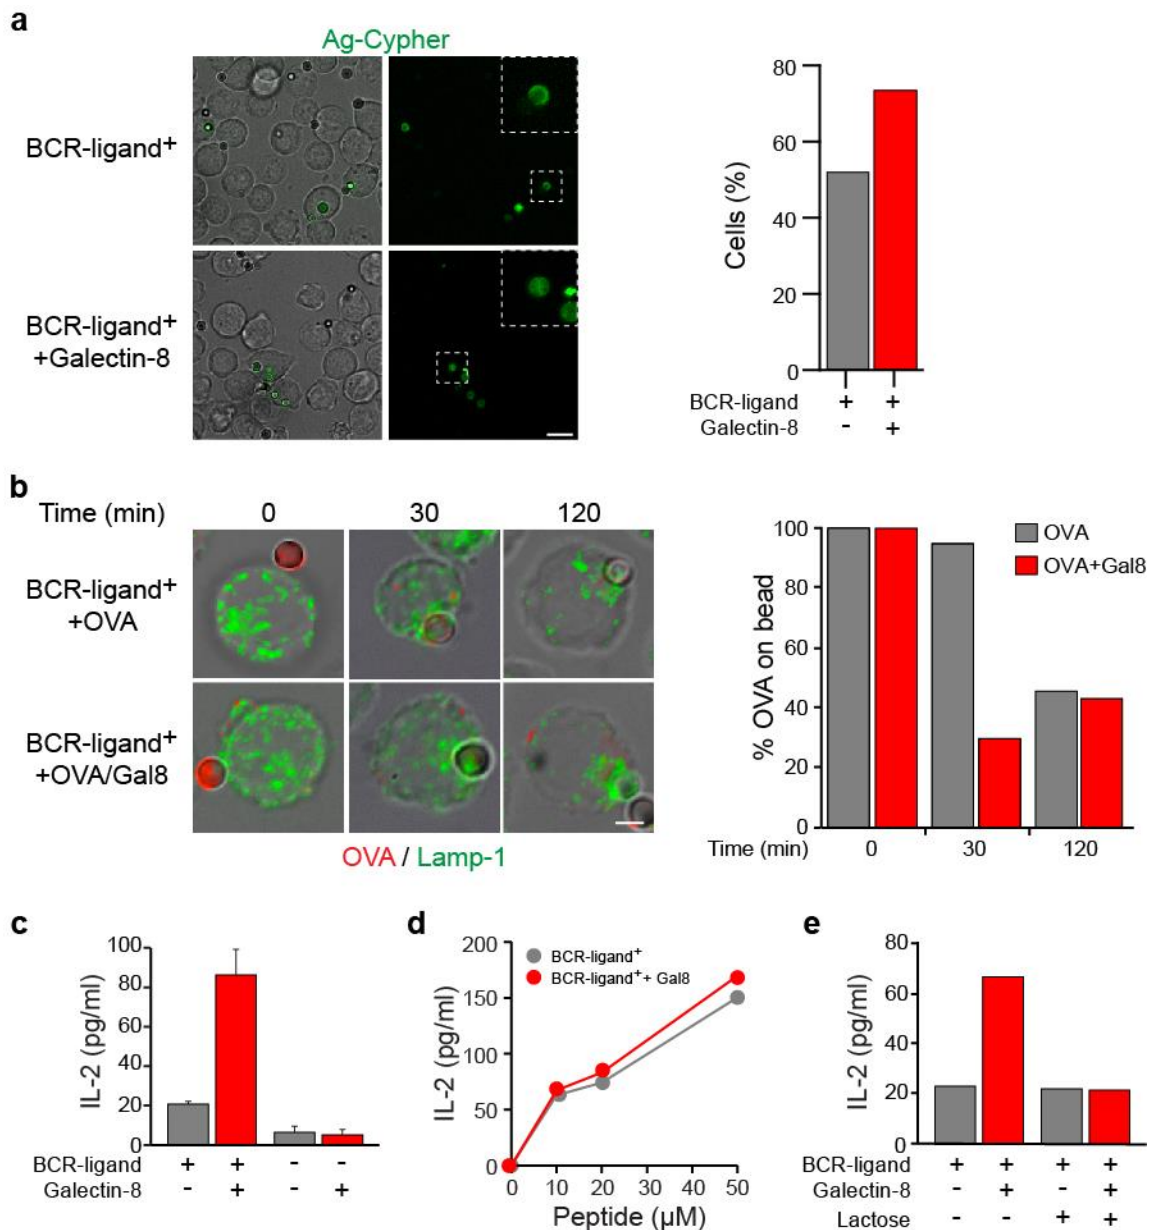 a
Ag-Cypher
BCR-ligand+
BCR-ligand+
+Galectin-8
Cells (%)
80
60
40
20
0
BCR-ligand + +
Galectin-8 - +
b
Time (min) 0 30 120
BCR-ligand+
+OVA
BCR-ligand+
+OVA/Gal8
OVA / Lamp-1
% OVA on bead
100
80
60
40
20
0
OVA
OVA+Gal8
Time (min) 0 30 120
c
IL-2 (pg/ml)
100
80
60
40
20
0
BCR-ligand + + - -
Galectin-8 - + - +
d
IL-2 (pg/ml)
200
150
100
50
0
BCR-ligand+
BCR-ligand+ + Gal8
0 10 20 30 40 50
Peptide (µM)
e
IL-2 (pg/ml)
80
60
40
20
0
BCR-ligand + + + +
Galectin-8 - + - +
Lactose - - + +